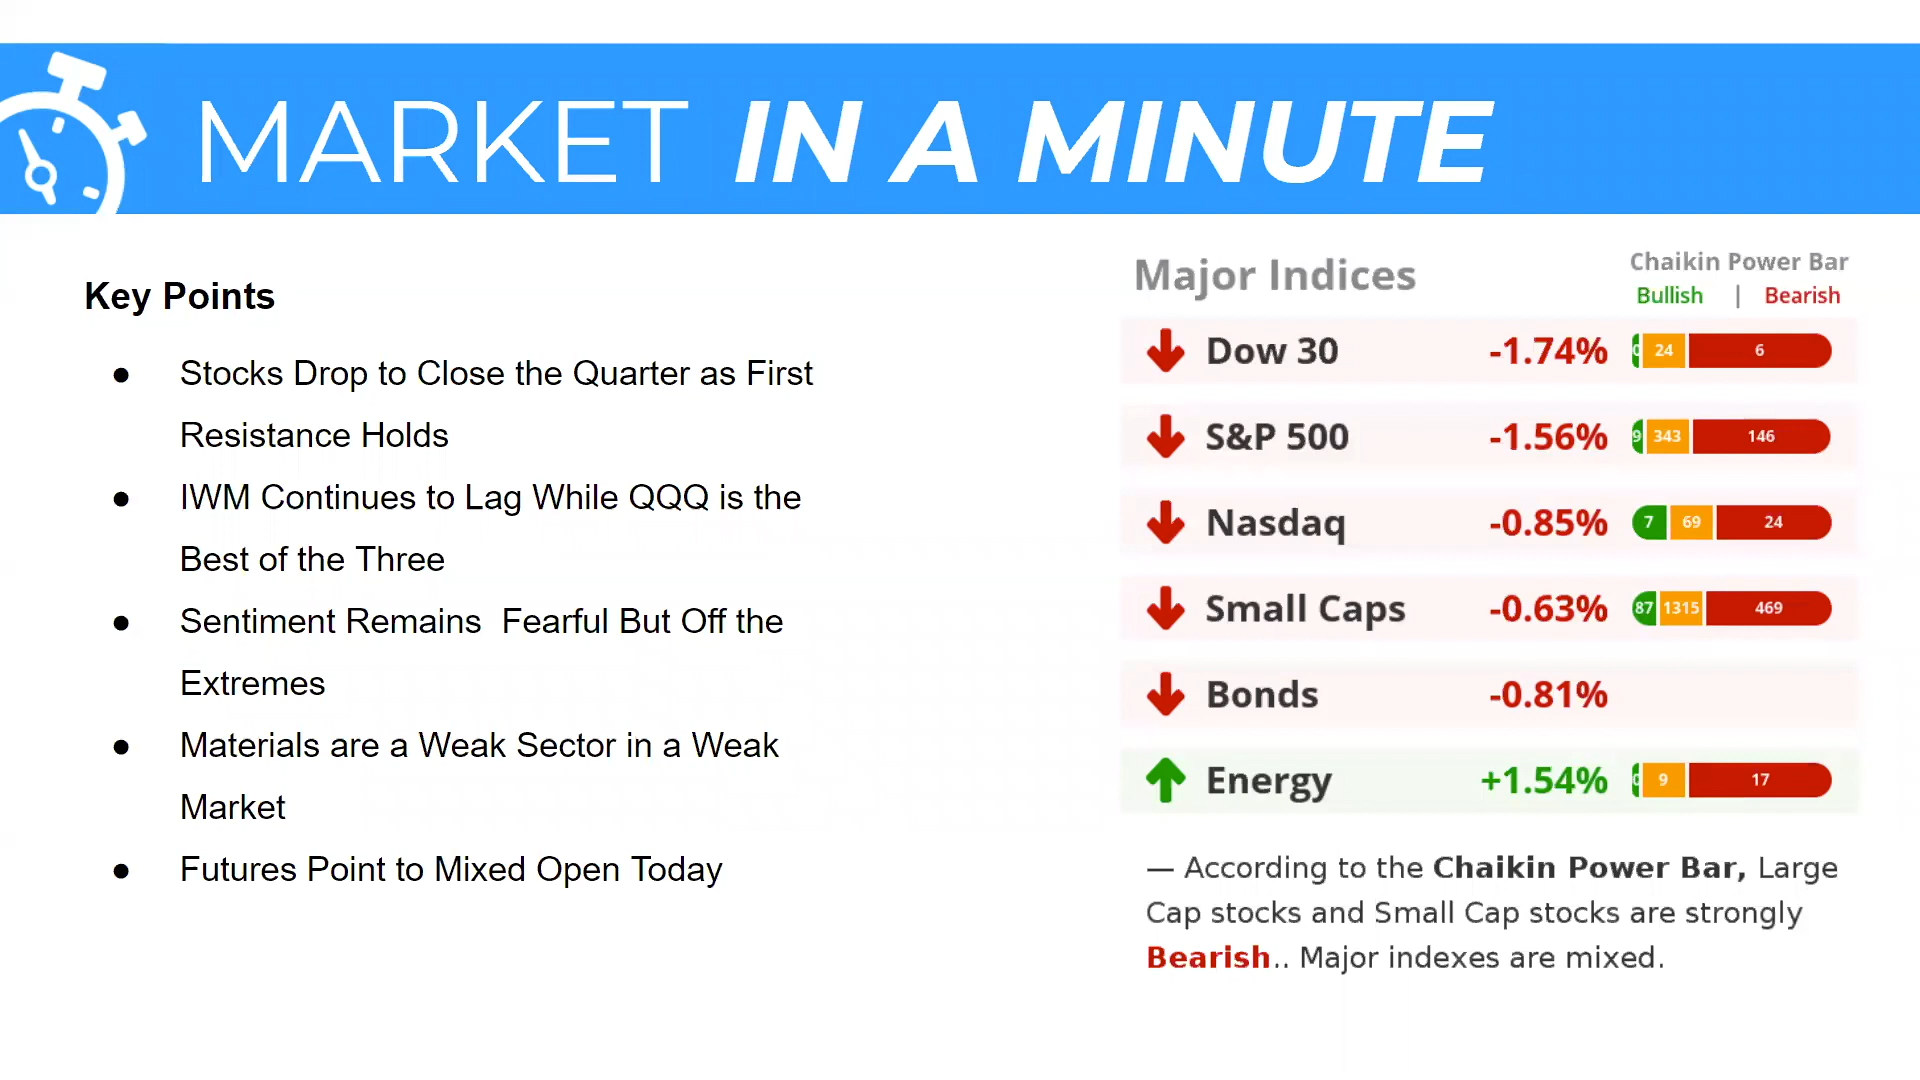 MARKET IN A MINUTE
Key Points
● Stocks Drop to Close the Quarter as First
Resistance Holds
● IWM Continues to Lag While QQQ is the
Best of the Three
● Sentiment Remains  Fearful But Off the
Extremes
● Materials are a Weak Sector in a Weak
Market
● Futures Point to Mixed Open Today
Major Indices
Chaikin Power Bar
Bullish | Bearish
Dow 30 -1.74% 0 24 6
S&P 500 -1.56% 9 343 146
Nasdaq -0.85% 7 69 24
Small Caps -0.63% 87 1315 469
Bonds -0.81%
Energy +1.54% 0 9 17
— According to the Chaikin Power Bar, Large
Cap stocks and Small Cap stocks are strongly
Bearish.. Major indexes are mixed.